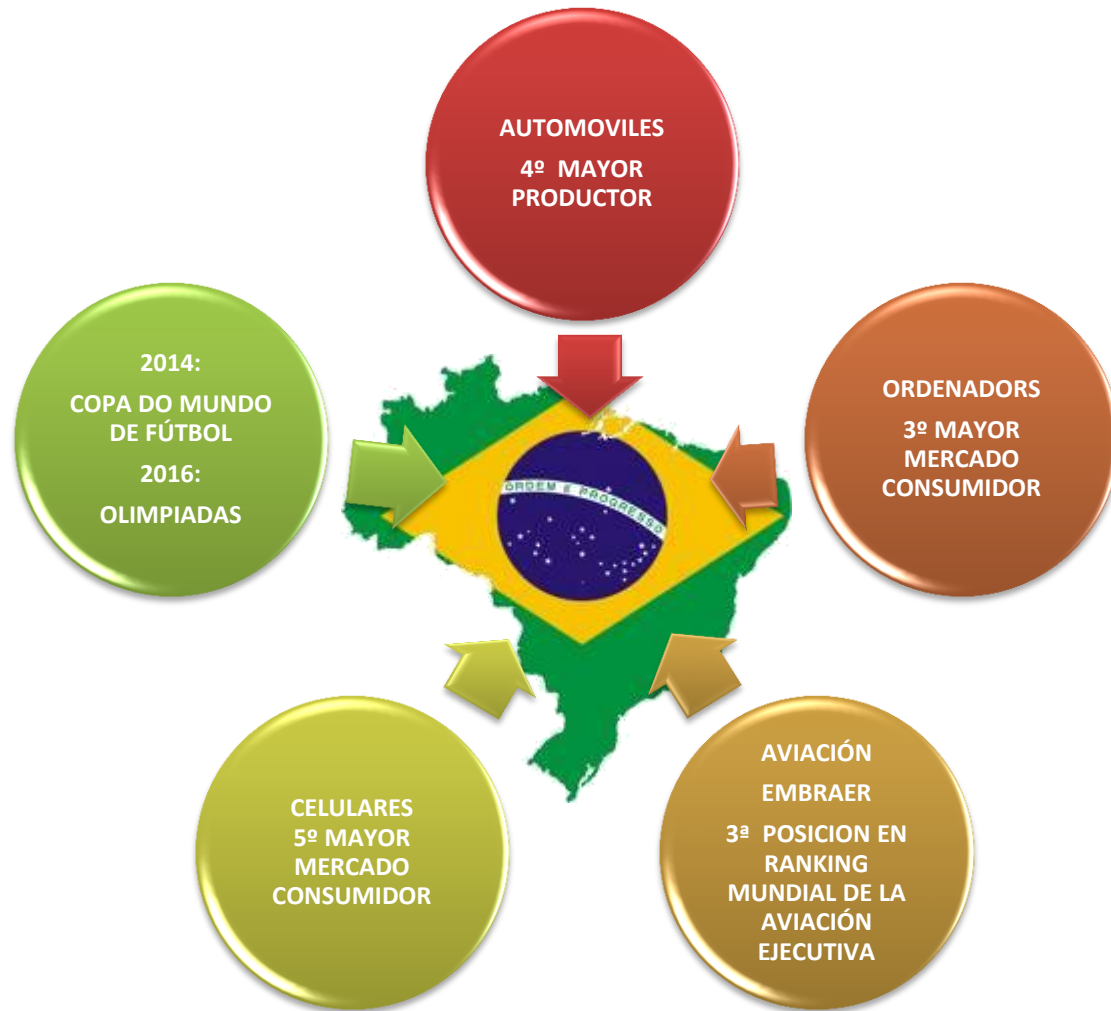 AUTOMOVILES
4º MAYOR
PRODUCTOR
2014:
COPA DO MUNDO
DE FÚTBOL
2016:
OLIMPIADAS
ORDENADORS
3º MAYOR
MERCADO
CONSUMIDOR
ORDEM E PROGRESSO
CELULARES
5º MAYOR
MERCADO
CONSUMIDOR
AVIACIÓN
EMBRAER
3ª POSICION EN
RANKING
MUNDIAL DE LA
AVIACIÓN
EJECUTIVA